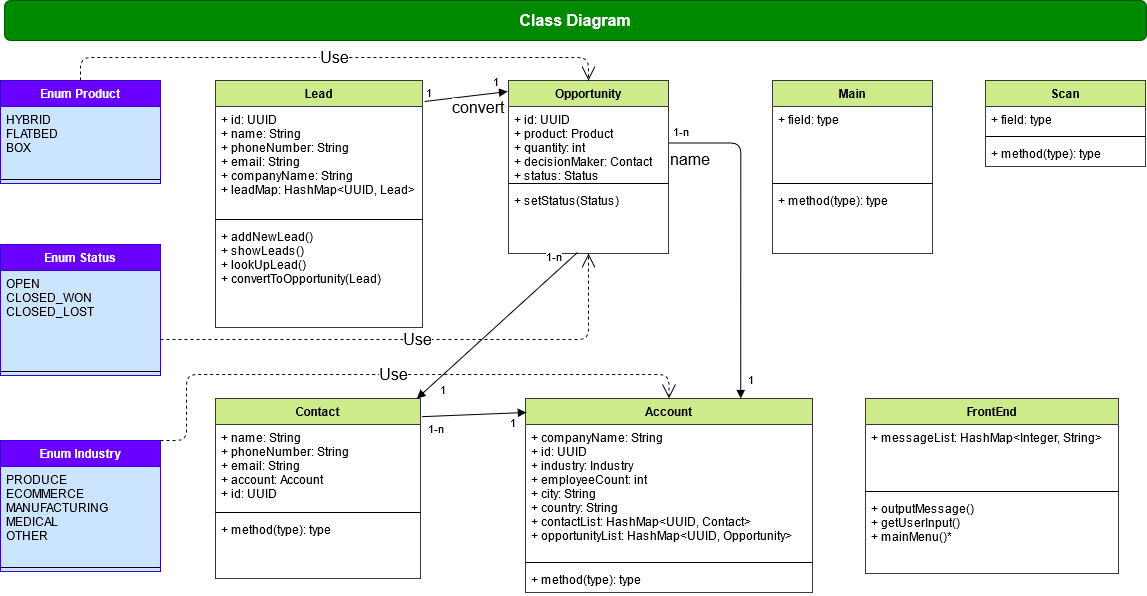 Class Diagram
Use
Enum Product
HYBRID
FLATBED
BOX
Lead
+ id: UUID
+ name: String
+ phoneNumber: String
+ email: String
+ companyName: String
+ leadMap: HashMap<UUID, Lead>
+ addNewLead()
+ showLeads()
+ lookUpLead()
+ convertToOpportunity(Lead)
1
1
convert
Opportunity
+ id: UUID
+ product: Product
+ quantity: int
+ decisionMaker: Contact
+ status: Status
+ setStatus(Status)
1-n
name
Main
+ field: type
+ method(type): type
Scan
+ field: type
+ method(type): type
Enum Status
OPEN
CLOSED_WON
CLOSED_LOST
1-n
Use
Use
1
1
Enum Industry
PRODUCE
ECOMMERCE
MANUFACTURING
MEDICAL
OTHER
Contact
+ name: String
+ phoneNumber: String
+ email: String
+ account: Account
+ id: UUID
+ method(type): type
1-n
1
Account
+ companyName: String
+ id: UUID
+ industry: Industry
+ employeeCount: int
+ city: String
+ country: String
+ contactList: HashMap<UUID, Contact>
+ opportunityList: HashMap<UUID, Opportunity>
+ method(type): type
FrontEnd
+ messageList: HashMap<Integer, String>
+ outputMessage()
+ getUserInput()
+ mainMenu()*